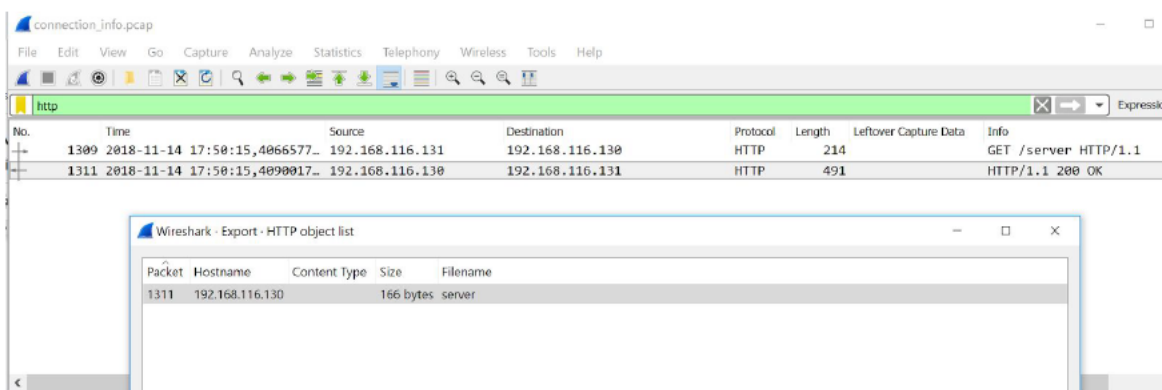 connection_info.pcap
File Edit View Go Capture Analyze Statistics Telephony Wireless Tools Help
http
No. Time Source Destination Protocol Length Leftover Capture Data Info
1309 2018-11-14 17:50:15,4066577… 192.168.116.131 192.168.116.130 HTTP 214 GET /server HTTP/1.1
1311 2018-11-14 17:50:15,4090017… 192.168.116.130 192.168.116.131 HTTP 491 HTTP/1.1 200 OK
Wireshark · Export · HTTP object list
Packet Hostname Content Type Size Filename
1311 192.168.116.130 166 bytes server